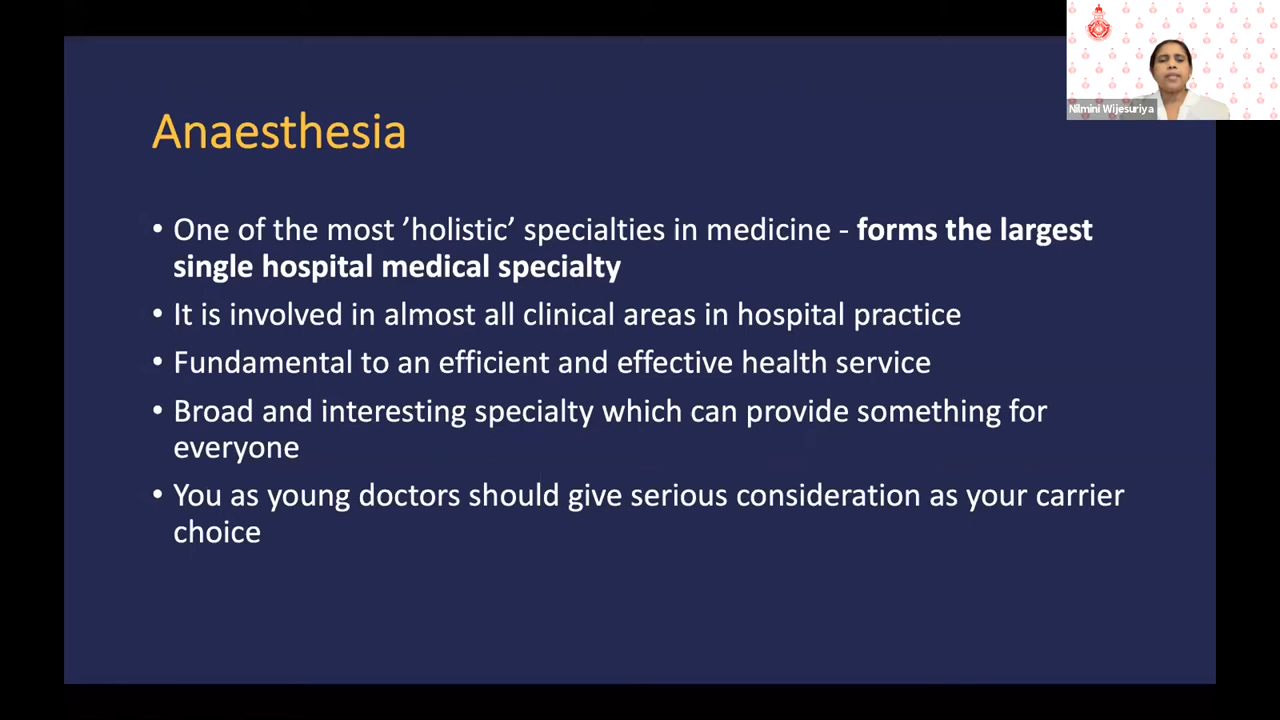 Nilmini Wijesuriya
Anaesthesia
• One of the most ’holistic’ specialties in medicine - forms the largest
single hospital medical specialty
• It is involved in almost all clinical areas in hospital practice
• Fundamental to an efficient and effective health service
• Broad and interesting specialty which can provide something for
everyone
• You as young doctors should give serious consideration as your carrier
choice